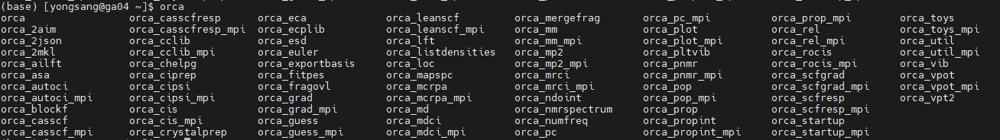 (base) [yongsang@ga04 ~]$ orca
orca orca_casscfresp orca_eca orca_leanscf orca_mergefrag orca_pc_mpi orca_prop_mpi orca_toys
orca_2aim orca_casscfresp_mpi orca_ecplib orca_leanscf_mpi orca_mm orca_plot orca_rel orca_toys_mpi
orca_2json orca_cclib orca_esd orca_lft orca_mm_mpi orca_plot_mpi orca_rel_mpi orca_util
orca_2mkl orca_cclib_mpi orca_euler orca_listdensities orca_mp2 orca_pltvib orca_rocis orca_util_mpi
orca_ailft orca_chelpg orca_exportbasis orca_loc orca_mp2_mpi orca_pnmr orca_rocis_mpi orca_vib
orca_asa orca_ciprep orca_fitpes orca_mapspc orca_mrci orca_pnmr_mpi orca_scfgrad orca_vpot
orca_autoci orca_cipsi orca_fragovl orca_mcrpa orca_mrci_mpi orca_pop orca_scfgrad_mpi orca_vpot_mpi
orca_autoci_mpi orca_cipsi_mpi orca_grad orca_mcrpa_mpi orca_ndoint orca_pop_mpi orca_scfresp orca_vpt2
orca_blockf orca_cis orca_grad_mpi orca_md orca_nmrspectrum orca_prop orca_scfresp_mpi
orca_casscf orca_cis_mpi orca_guess orca_mdci orca_numfreq orca_propint orca_startup
orca_casscf_mpi orca_crystalprep orca_guess_mpi orca_mdci_mpi orca_pc orca_propint_mpi orca_startup_mpi